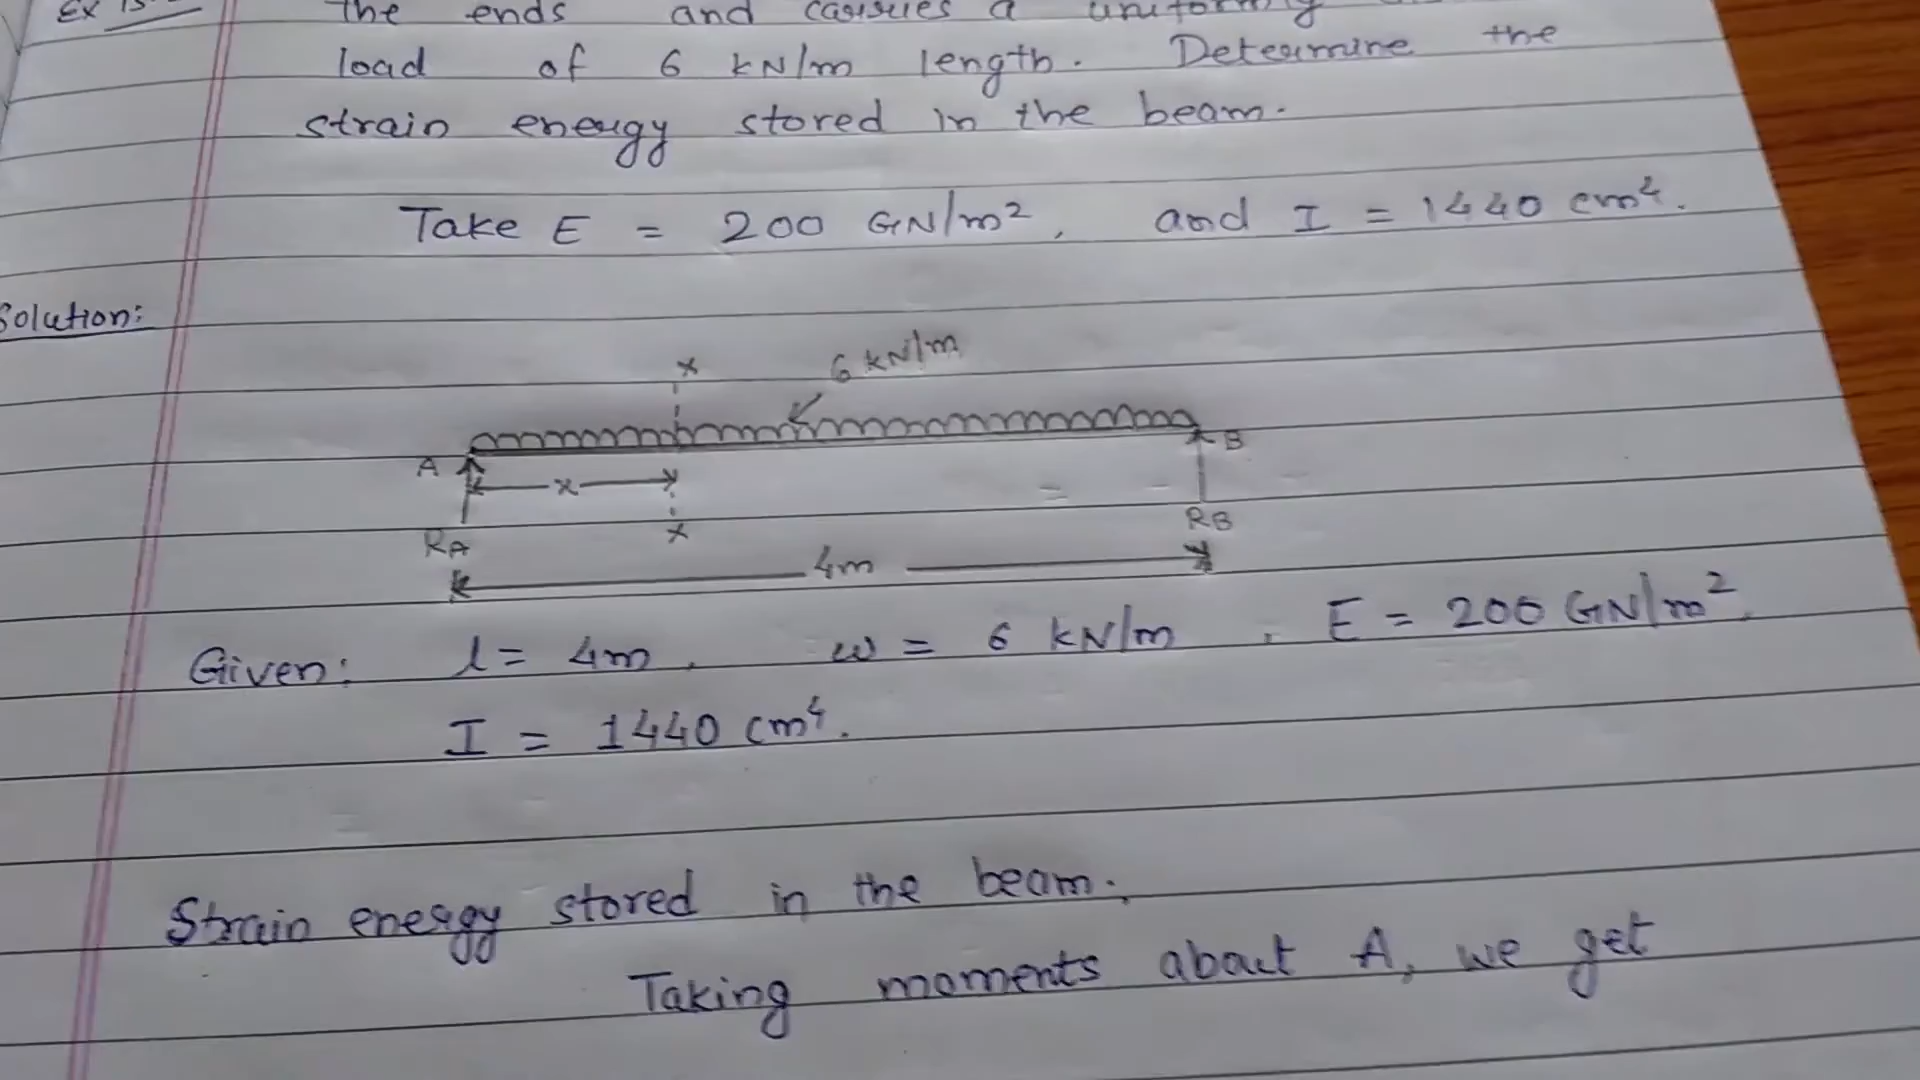 Ex
the ends and carries a uniformly
load of 6 kN/m length. Determine the
strain energy stored in the beam.
Take E = 200 GN/m², and I = 1440 cm⁴.
Solution:
x 6 kN/m
A B
x
RA x RB
4m
Given: l = 4m, w = 6 kN/m, E = 200 GN/m²,
I = 1440 cm⁴.
Strain energy stored in the beam.
Taking moments about A, we get